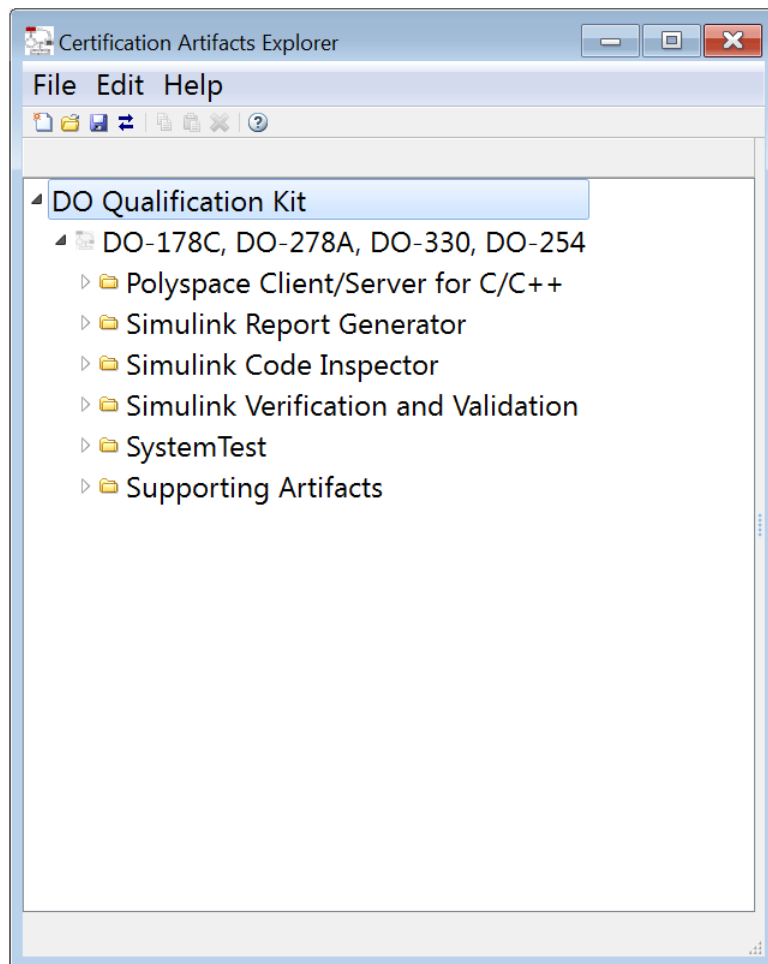 Certification Artifacts Explorer
File Edit Help
DO Qualification Kit
DO-178C, DO-278A, DO-330, DO-254
Polyspace Client/Server for C/C++
Simulink Report Generator
Simulink Code Inspector
Simulink Verification and Validation
SystemTest
Supporting Artifacts